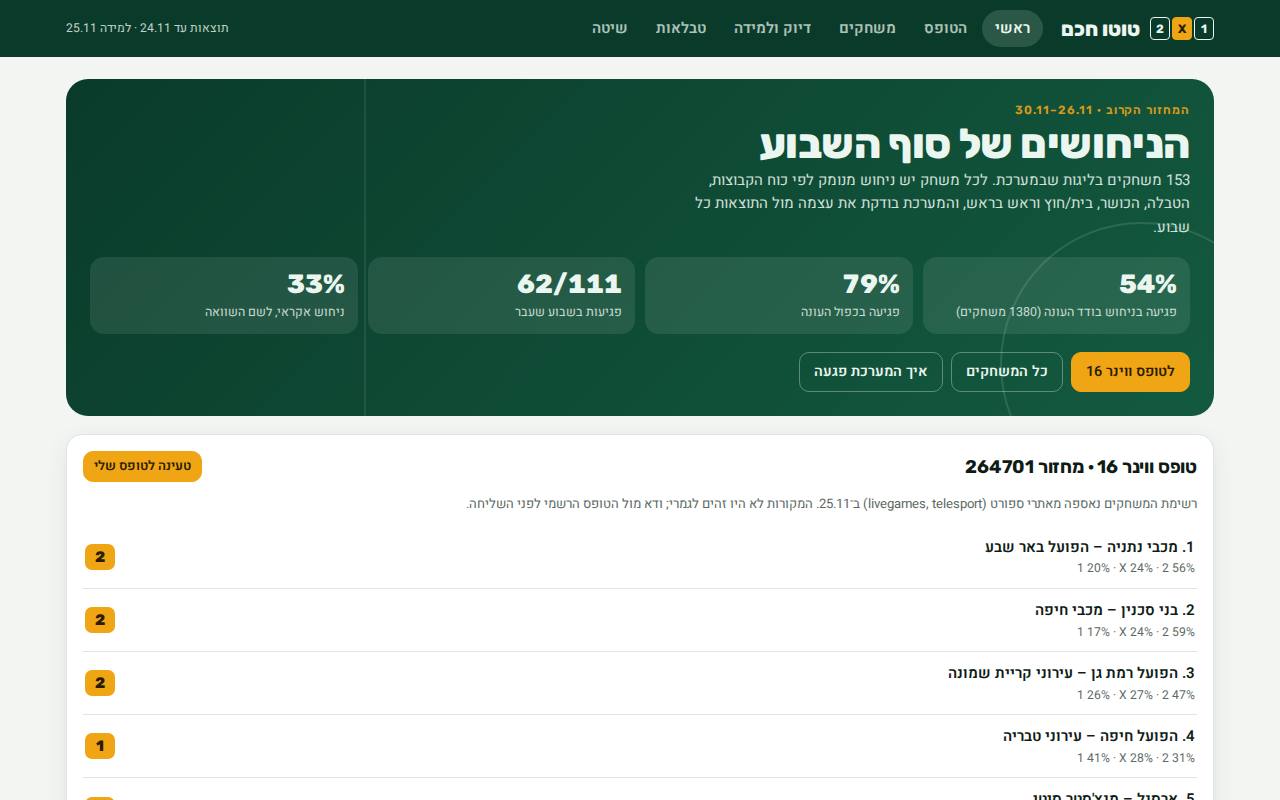 1 X 2 טוטו חכם ראשי הטופס משחקים דיוק ולמידה טבלאות שיטה תוצאות עד 24.11 · למידה 25.11
המחזור הקרוב • 26.11–30.11
הניחושים של סוף השבוע
153 משחקים בליגות שבמערכת. לכל משחק יש ניחוש מנומק לפי כוח הקבוצות,
הטבלה, הכושר, בית/חוץ וראש בראש, והמערכת בודקת את עצמה מול התוצאות כל
שבוע.
54%
פגיעה בניחוש בודד העונה (1380 משחקים)
79%
פגיעה בכפול העונה
62/111
פגיעות בשבוע שעבר
33%
ניחוש אקראי, לשם השוואה
לטופס ווינר 16 כל המשחקים איך המערכת פגעה
טופס ווינר 16 • מחזור 264701 טעינה לטופס שלי
רשימת המשחקים נאספה מאתרי ספורט (livegames, telesport) ב־25.11. המקורות לא היו זהים לגמרי; ודא מול הטופס הרשמי לפני השליחה.
1. מכבי נתניה – הפועל באר שבע
1 20% · X 24% · 2 56%
2
2. בני סכנין – מכבי חיפה
1 17% · X 24% · 2 59%
2
3. הפועל רמת גן – עירוני קריית שמונה
1 26% · X 27% · 2 47%
2
4. הפועל חיפה – עירוני טבריה
1 41% · X 28% · 2 31%
1
5. ארסנל – מנצ'סטר סיטי